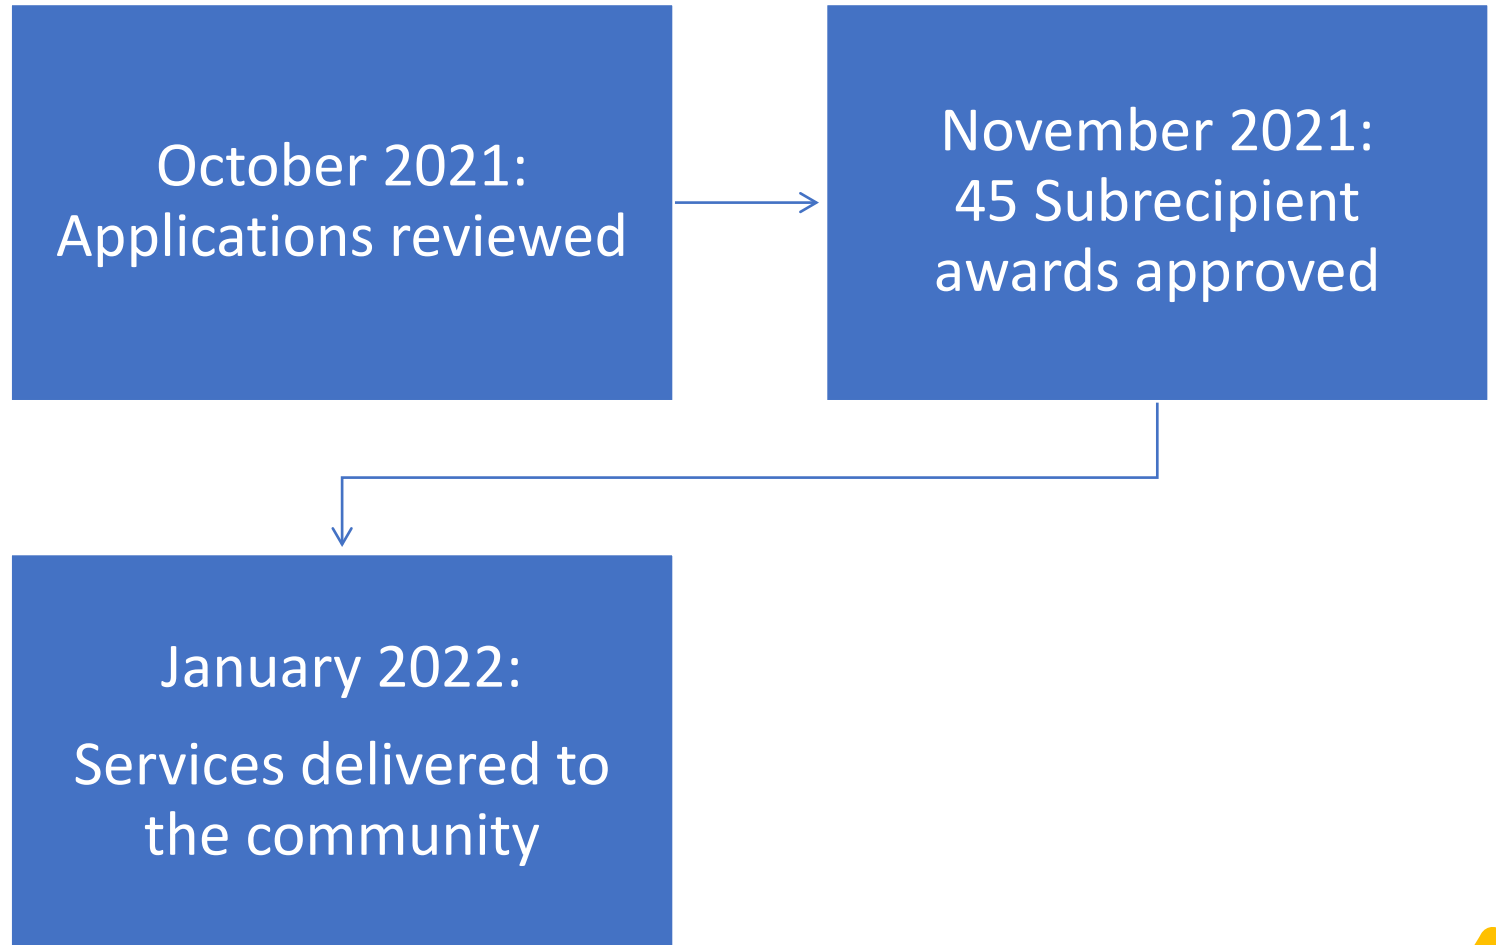 October 2021:
Applications reviewed
November 2021:
45 Subrecipient
awards approved
January 2022:
Services delivered to
the community